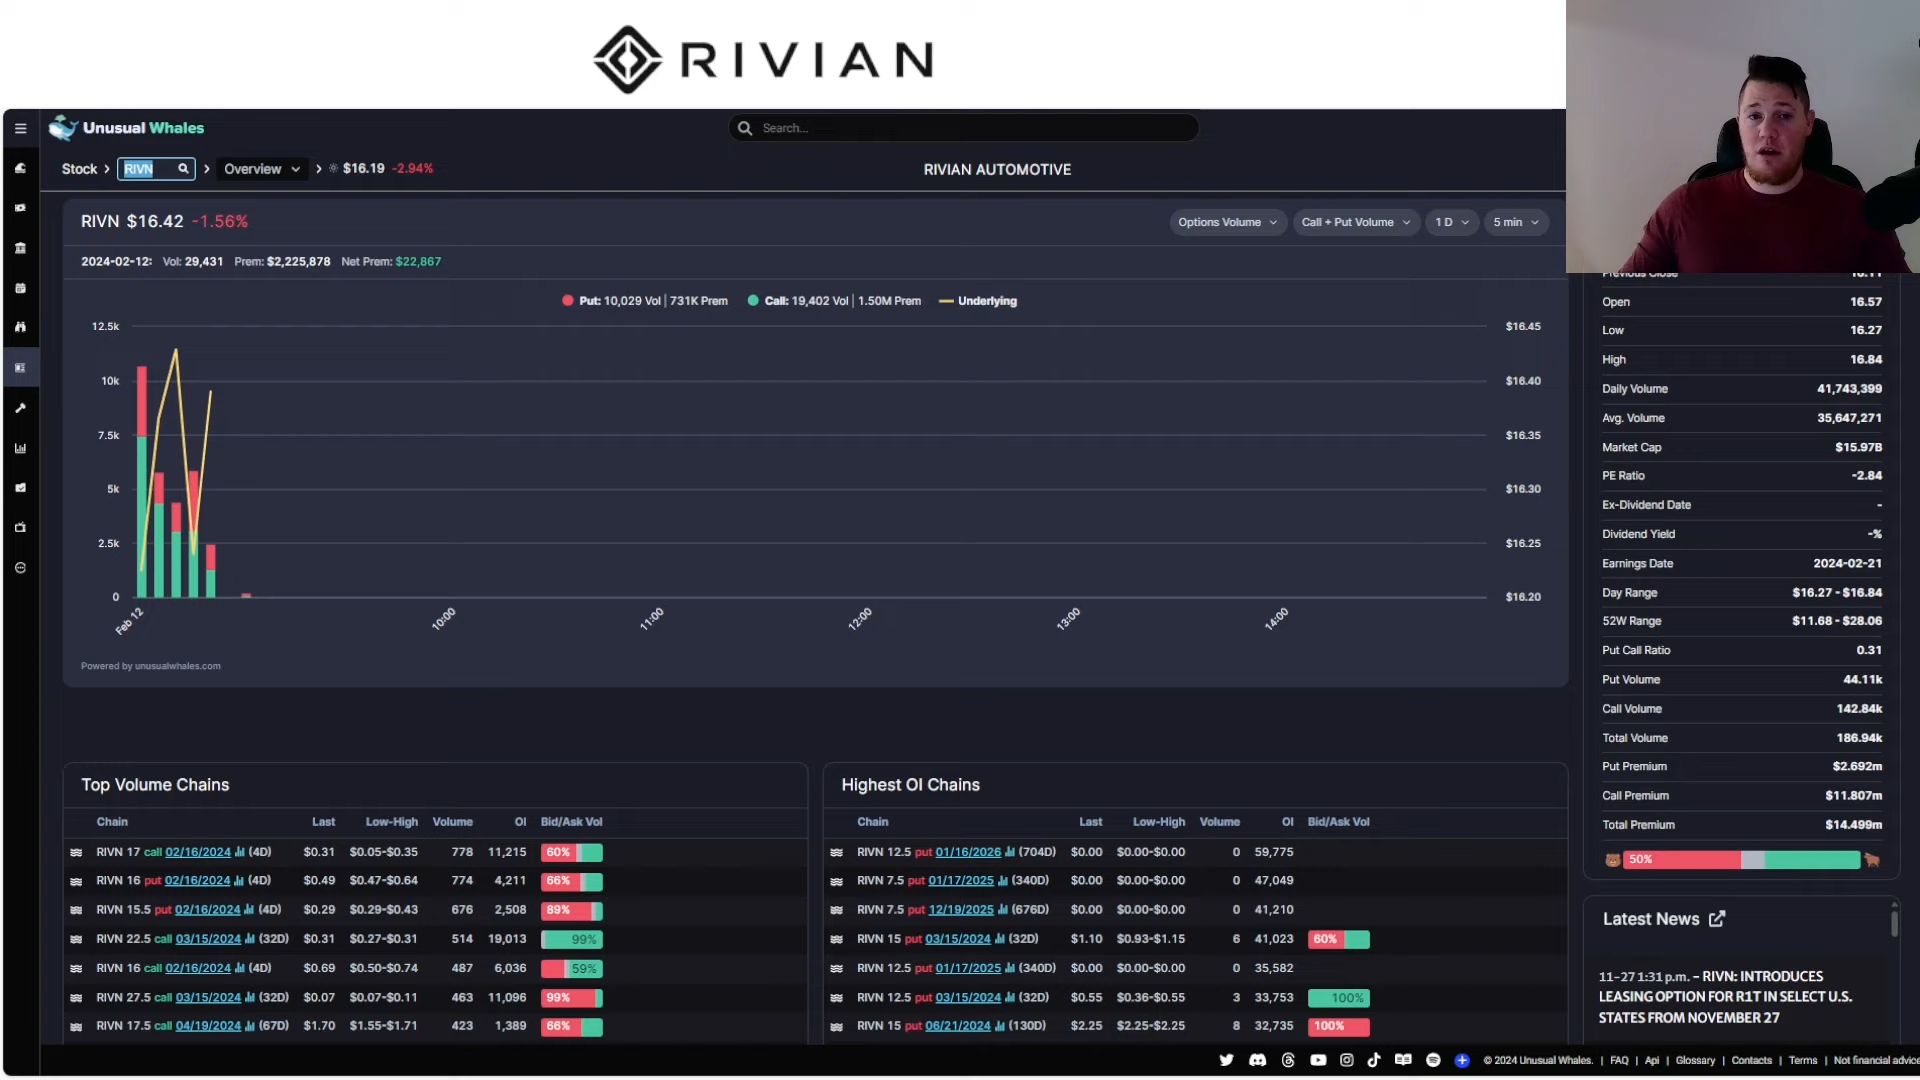 RIVIAN
Unusual Whales
Search...
Stock > RIVN > Overview > $16.19 -2.94%
RIVIAN AUTOMOTIVE
RIVN $16.42 -1.56%
Options Volume
Call + Put Volume
1 D
5 min
2024-02-12: Vol: 29,431 Prem: $2,225,878 Net Prem: $22,867
Put: 10,029 Vol | 731K Prem Call: 19,402 Vol | 1.50M Prem Underlying
12.5k
10k
7.5k
5k
2.5k
0
$16.45
$16.40
$16.35
$16.30
$16.25
$16.20
Feb 12
10:00
11:00
12:00
13:00
14:00
Powered by unusualwhales.com
Previous Close 16.11
Open 16.57
Low 16.27
High 16.84
Daily Volume 41,743,399
Avg. Volume 35,647,271
Market Cap $15.97B
PE Ratio -2.84
Ex-Dividend Date -
Dividend Yield -%
Earnings Date 2024-02-21
Day Range $16.27 - $16.84
52W Range $11.68 - $28.06
Put Call Ratio 0.31
Put Volume 44.11k
Call Volume 142.84k
Total Volume 186.94k
Put Premium $2.692m
Call Premium $11.807m
Total Premium $14.499m
50%
Top Volume Chains
Chain Last Low-High Volume OI Bid/Ask Vol
RIVN 17 call 02/16/2024 (4D) $0.31 $0.05-$0.35 778 11,215 60%
RIVN 16 put 02/16/2024 (4D) $0.49 $0.47-$0.64 774 4,211 66%
RIVN 15.5 put 02/16/2024 (4D) $0.29 $0.29-$0.43 676 2,508 89%
RIVN 22.5 call 03/15/2024 (32D) $0.31 $0.27-$0.31 514 19,013 99%
RIVN 16 call 02/16/2024 (4D) $0.69 $0.50-$0.74 487 6,036 59%
RIVN 27.5 call 03/15/2024 (32D) $0.07 $0.07-$0.11 463 11,096 99%
RIVN 17.5 call 04/19/2024 (67D) $1.70 $1.55-$1.71 423 1,389 66%
Highest OI Chains
Chain Last Low-High Volume OI Bid/Ask Vol
RIVN 12.5 put 01/16/2026 (704D) $0.00 $0.00-$0.00 0 59,775
RIVN 7.5 put 01/17/2025 (340D) $0.00 $0.00-$0.00 0 47,049
RIVN 7.5 put 12/19/2025 (676D) $0.00 $0.00-$0.00 0 41,210
RIVN 15 put 03/15/2024 (32D) $1.10 $0.93-$1.15 6 41,023 60%
RIVN 12.5 put 01/17/2025 (340D) $0.00 $0.00-$0.00 0 35,582
RIVN 12.5 put 03/15/2024 (32D) $0.55 $0.36-$0.55 3 33,753 100%
RIVN 15 put 06/21/2024 (130D) $2.25 $2.25-$2.25 8 32,735 100%
Latest News
11-27 1:31 p.m. - RIVN: INTRODUCES
LEASING OPTION FOR R1T IN SELECT U.S.
STATES FROM NOVEMBER 27
© 2024 Unusual Whales. | FAQ | Api | Glossary | Contacts | Terms | Not financial advice